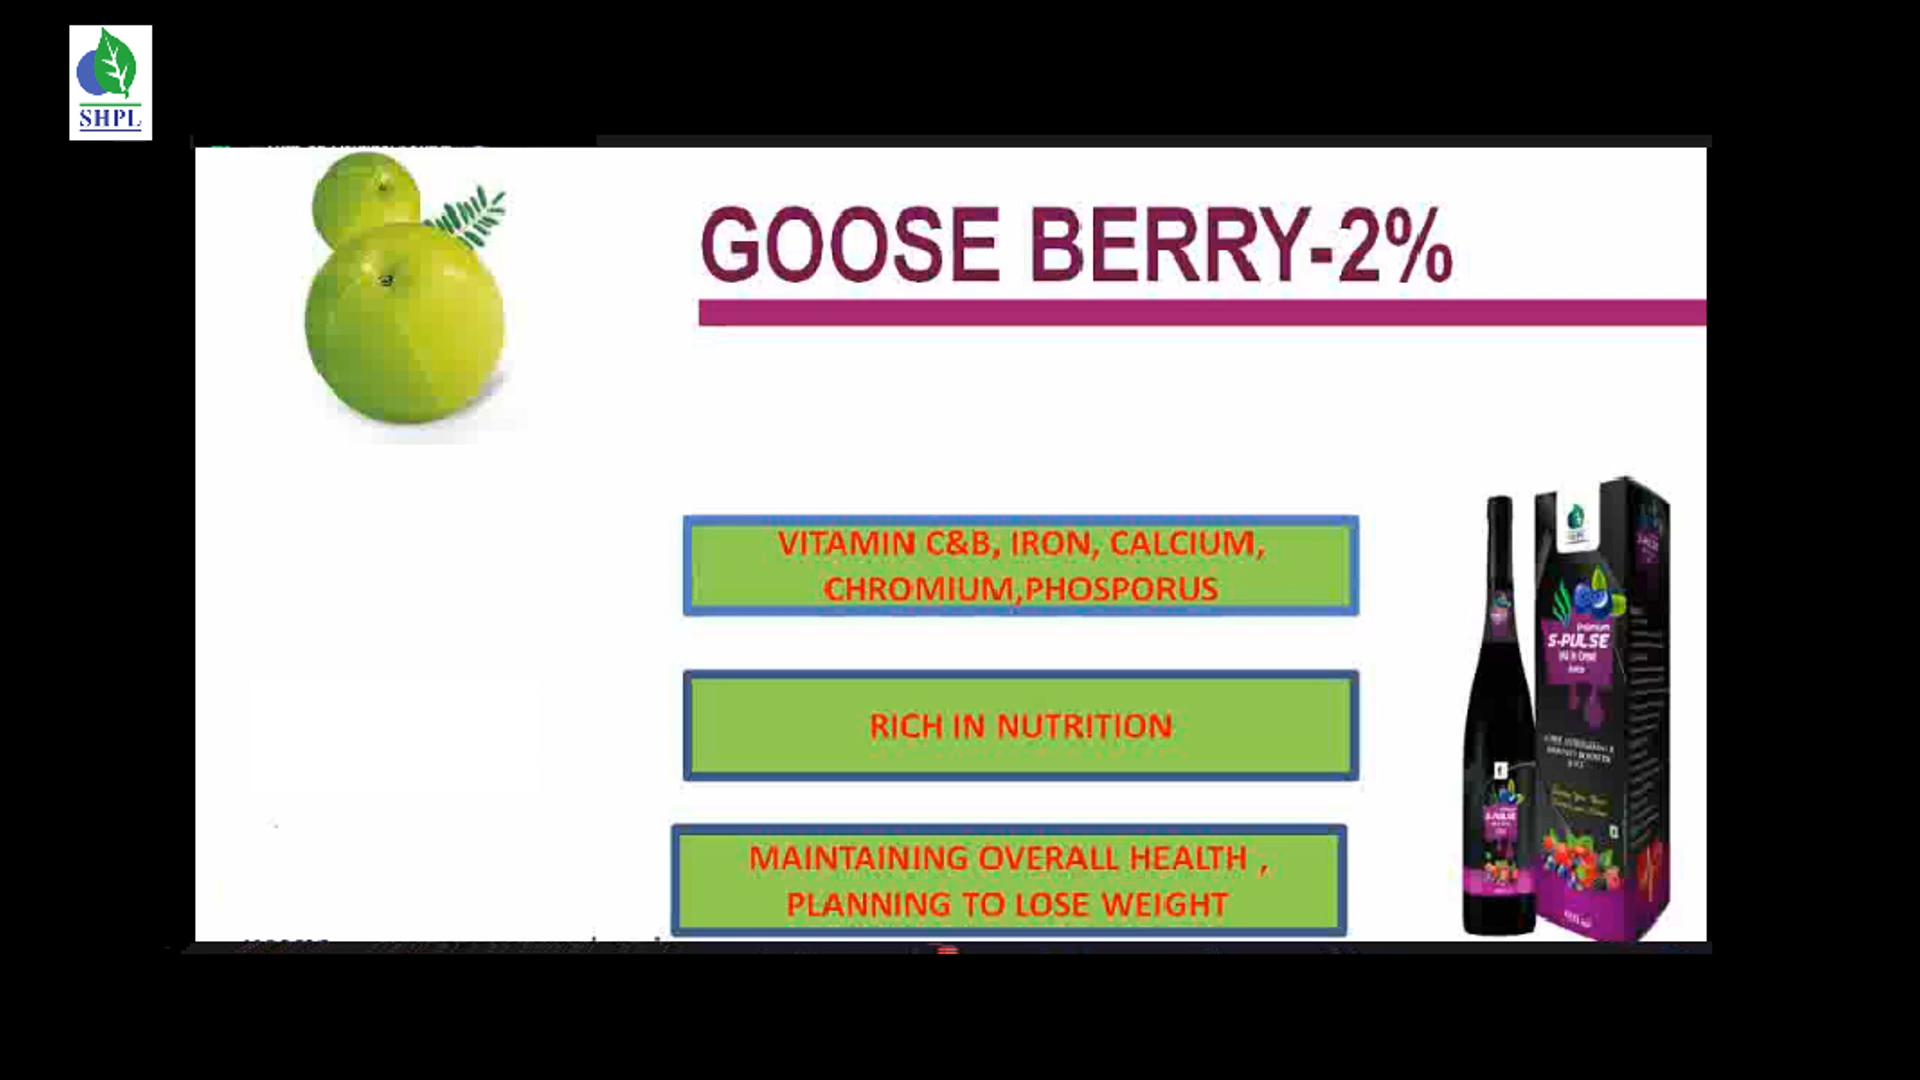 SHPL
GOOSE BERRY-2%
VITAMIN C&B, IRON, CALCIUM,
CHROMIUM,PHOSPORUS
RICH IN NUTRITION
MAINTAINING OVERALL HEALTH ,
PLANNING TO LOSE WEIGHT
Premium
S-PULSE